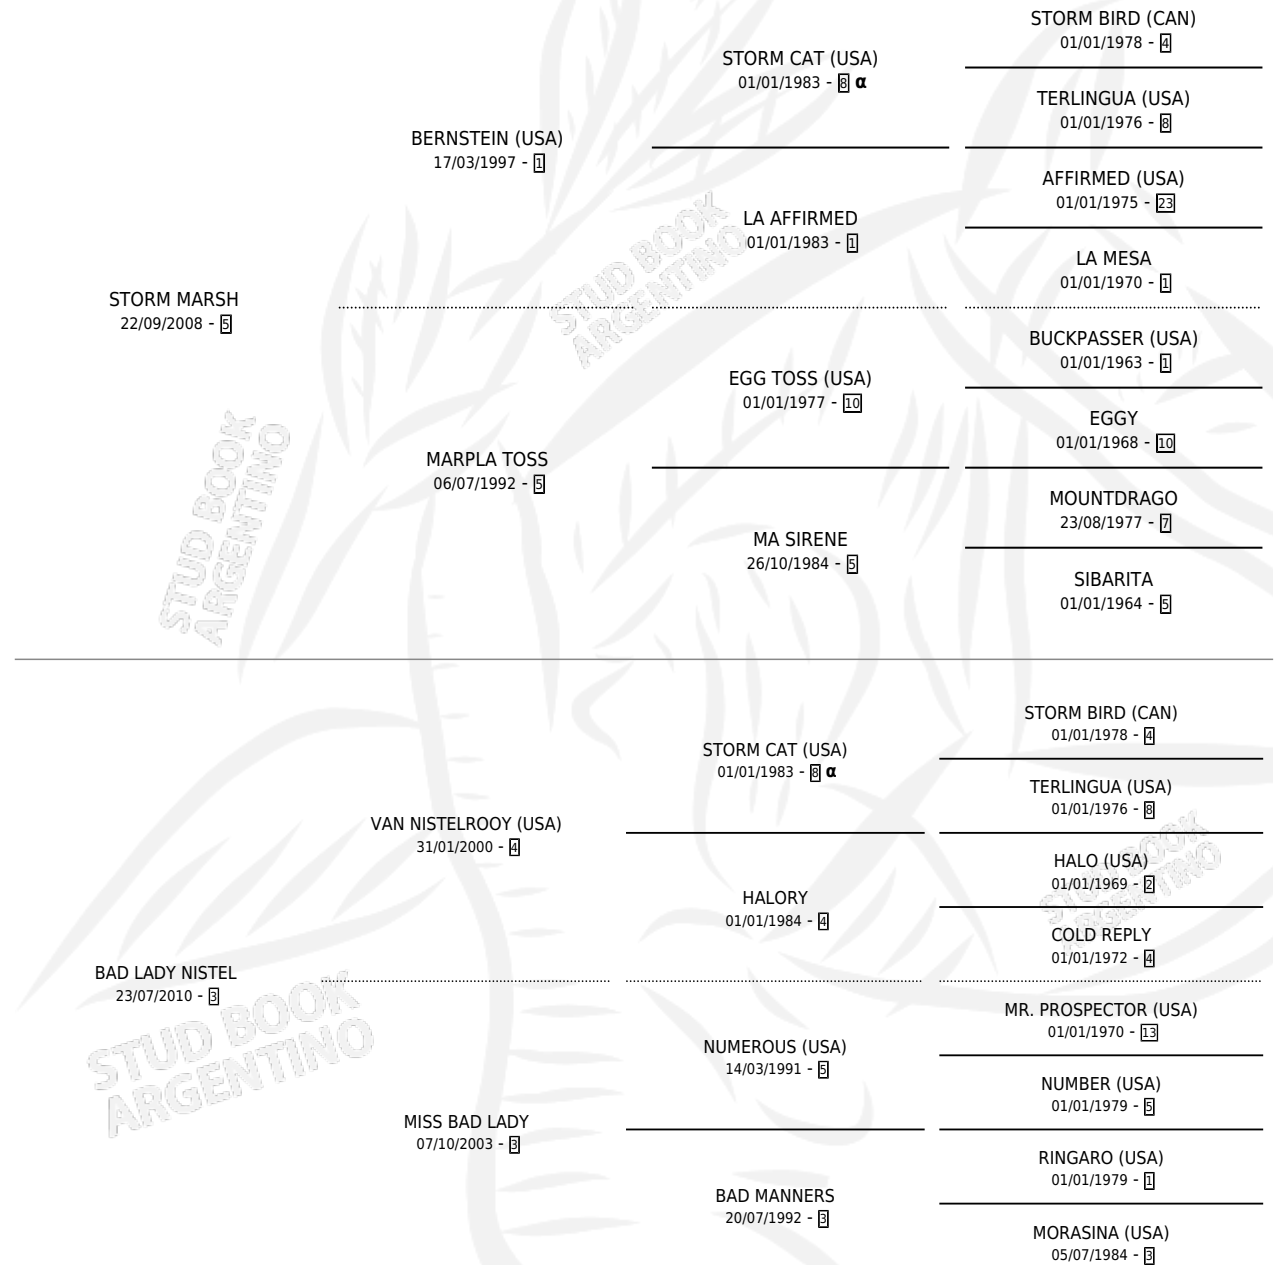 STORM BIRD (CAN)
01/01/1978 - 4
STORM CAT (USA)
01/01/1983 - 8 α
TERLINGUA (USA)
01/01/1976 - 8
BERNSTEIN (USA)
17/03/1997 - 1
AFFIRMED (USA)
01/01/1975 - 23
LA AFFIRMED
01/01/1983 - 1
LA MESA
01/01/1970 - 1
STORM MARSH
22/09/2008 - 5
BUCKPASSER (USA)
01/01/1963 - 1
EGG TOSS (USA)
01/01/1977 - 10
EGGY
01/01/1968 - 10
MARPLA TOSS
06/07/1992 - 5
MOUNTDRAGO
23/08/1977 - 7
MA SIRENE
26/10/1984 - 5
SIBARITA
01/01/1964 - 5
STORM BIRD (CAN)
01/01/1978 - 4
STORM CAT (USA)
01/01/1983 - 8 α
TERLINGUA (USA)
01/01/1976 - 8
VAN NISTELROOY (USA)
31/01/2000 - 4
HALO (USA)
01/01/1969 - 2
HALORY
01/01/1984 - 4
COLD REPLY
01/01/1972 - 4
BAD LADY NISTEL
23/07/2010 - 3
MR. PROSPECTOR (USA)
01/01/1970 - 13
NUMEROUS (USA)
14/03/1991 - 5
NUMBER (USA)
01/01/1979 - 5
MISS BAD LADY
07/10/2003 - 3
RINGARO (USA)
01/01/1979 - 1
BAD MANNERS
20/07/1992 - 3
MORASINA (USA)
05/07/1984 - 3
STUD BOOK
ARGENTINO
STUD BOOK
ARGENTINO
STUD BOOK
ARGENTINO
STUD BOOK
ARGENTINO